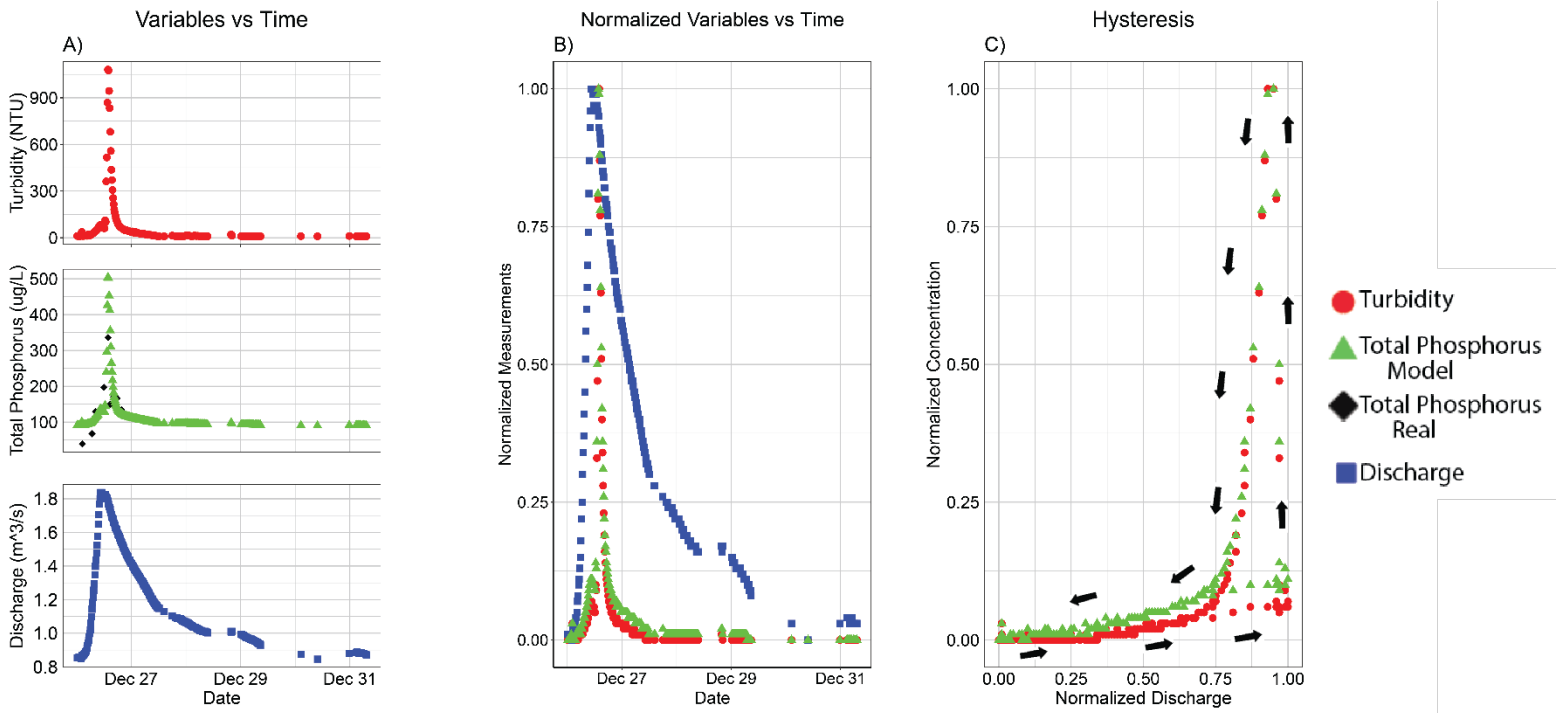 Variables vs Time
A)
Turbidity (NTU)
900
600
300
0
Total Phosphorus (ug/L)
500
400
300
200
100
Discharge (m^3/s)
1.8
1.6
1.4
1.2
1.0
0.8
Dec 27
Dec 29
Dec 31
Date
Normalized Variables vs Time
B)
Normalized Measurements
1.00
0.75
0.50
0.25
0.00
Dec 27
Dec 29
Dec 31
Date
Hysteresis
C)
Normalized Concentration
1.00
0.75
0.50
0.25
0.00
0.00
0.25
0.50
0.75
1.00
Normalized Discharge
Turbidity
Total Phosphorus
Model
Total Phosphorus
Real
Discharge